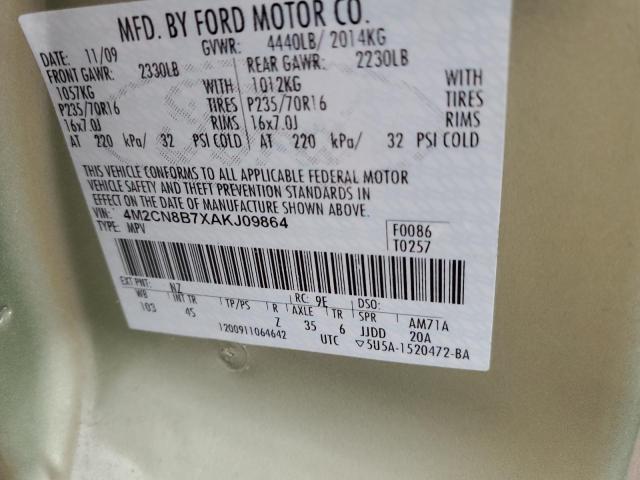 MFD. BY FORD MOTOR CO.
DATE: 11/09 GVWR: 4440LB/ 2014KG
FRONT GAWR: 2330LB REAR GAWR: 2230LB
1057KG WITH 1012KG WITH
P235/70R16 TIRES P235/70R16 TIRES
16x7.0J RIMS 16x7.0J RIMS
AT 220 kPa/ 32 PSI COLD AT 220 kPa/ 32 PSI COLD
THIS VEHICLE CONFORMS TO ALL APPLICABLE FEDERAL MOTOR
VEHICLE SAFETY AND THEFT PREVENTION STANDARDS IN
EFFECT ON THE DATE OF MANUFACTURE SHOWN ABOVE.
VIN: 4M2CN8B7XAKJ09864 F0086
TYPE: MPV T0257
EXT PNT: NZ RC: 9E DSO:
WB INT TR TP/PS R AXLE TR SPR AM71A
103 45 Z 35 6 JJDD 20A
1200911064642 UTC ▽5U5A-1520472-BA